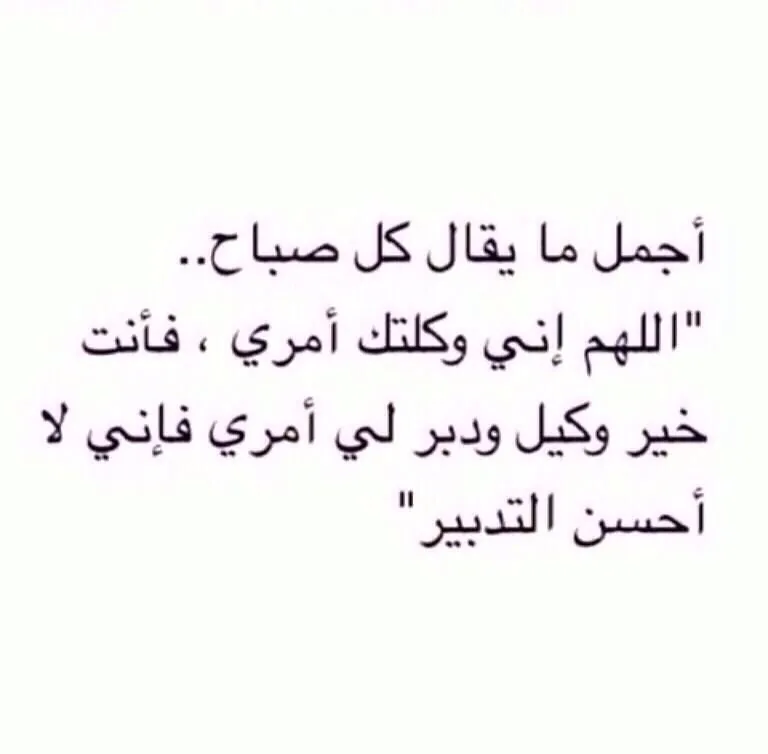 أجمل ما يقال كل صباح..
"اللهم إني وكلتك أمري ، فأنت
خير وكيل ودبر لي أمري فإني لا
أحسن التدبير"